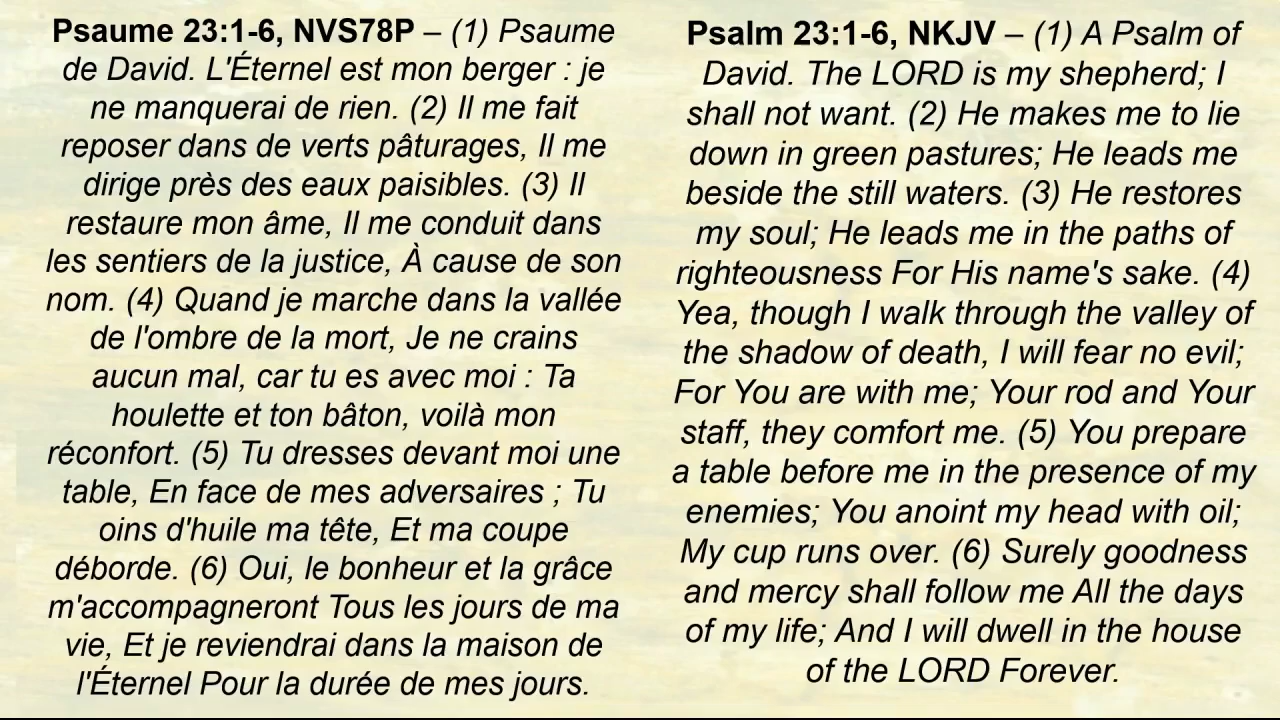 Psaume 23:1-6, NVS78P – (1) Psaume
de David. L'Éternel est mon berger : je
ne manquerai de rien. (2) Il me fait
reposer dans de verts pâturages, Il me
dirige près des eaux paisibles. (3) Il
restaure mon âme, Il me conduit dans
les sentiers de la justice, À cause de son
nom. (4) Quand je marche dans la vallée
de l'ombre de la mort, Je ne crains
aucun mal, car tu es avec moi : Ta
houlette et ton bâton, voilà mon
réconfort. (5) Tu dresses devant moi une
table, En face de mes adversaires ; Tu
oins d'huile ma tête, Et ma coupe
déborde. (6) Oui, le bonheur et la grâce
m'accompagneront Tous les jours de ma
vie, Et je reviendrai dans la maison de
l'Éternel Pour la durée de mes jours.
Psalm 23:1-6, NKJV – (1) A Psalm of
David. The LORD is my shepherd; I
shall not want. (2) He makes me to lie
down in green pastures; He leads me
beside the still waters. (3) He restores
my soul; He leads me in the paths of
righteousness For His name's sake. (4)
Yea, though I walk through the valley of
the shadow of death, I will fear no evil;
For You are with me; Your rod and Your
staff, they comfort me. (5) You prepare
a table before me in the presence of my
enemies; You anoint my head with oil;
My cup runs over. (6) Surely goodness
and mercy shall follow me All the days
of my life; And I will dwell in the house
of the LORD Forever.